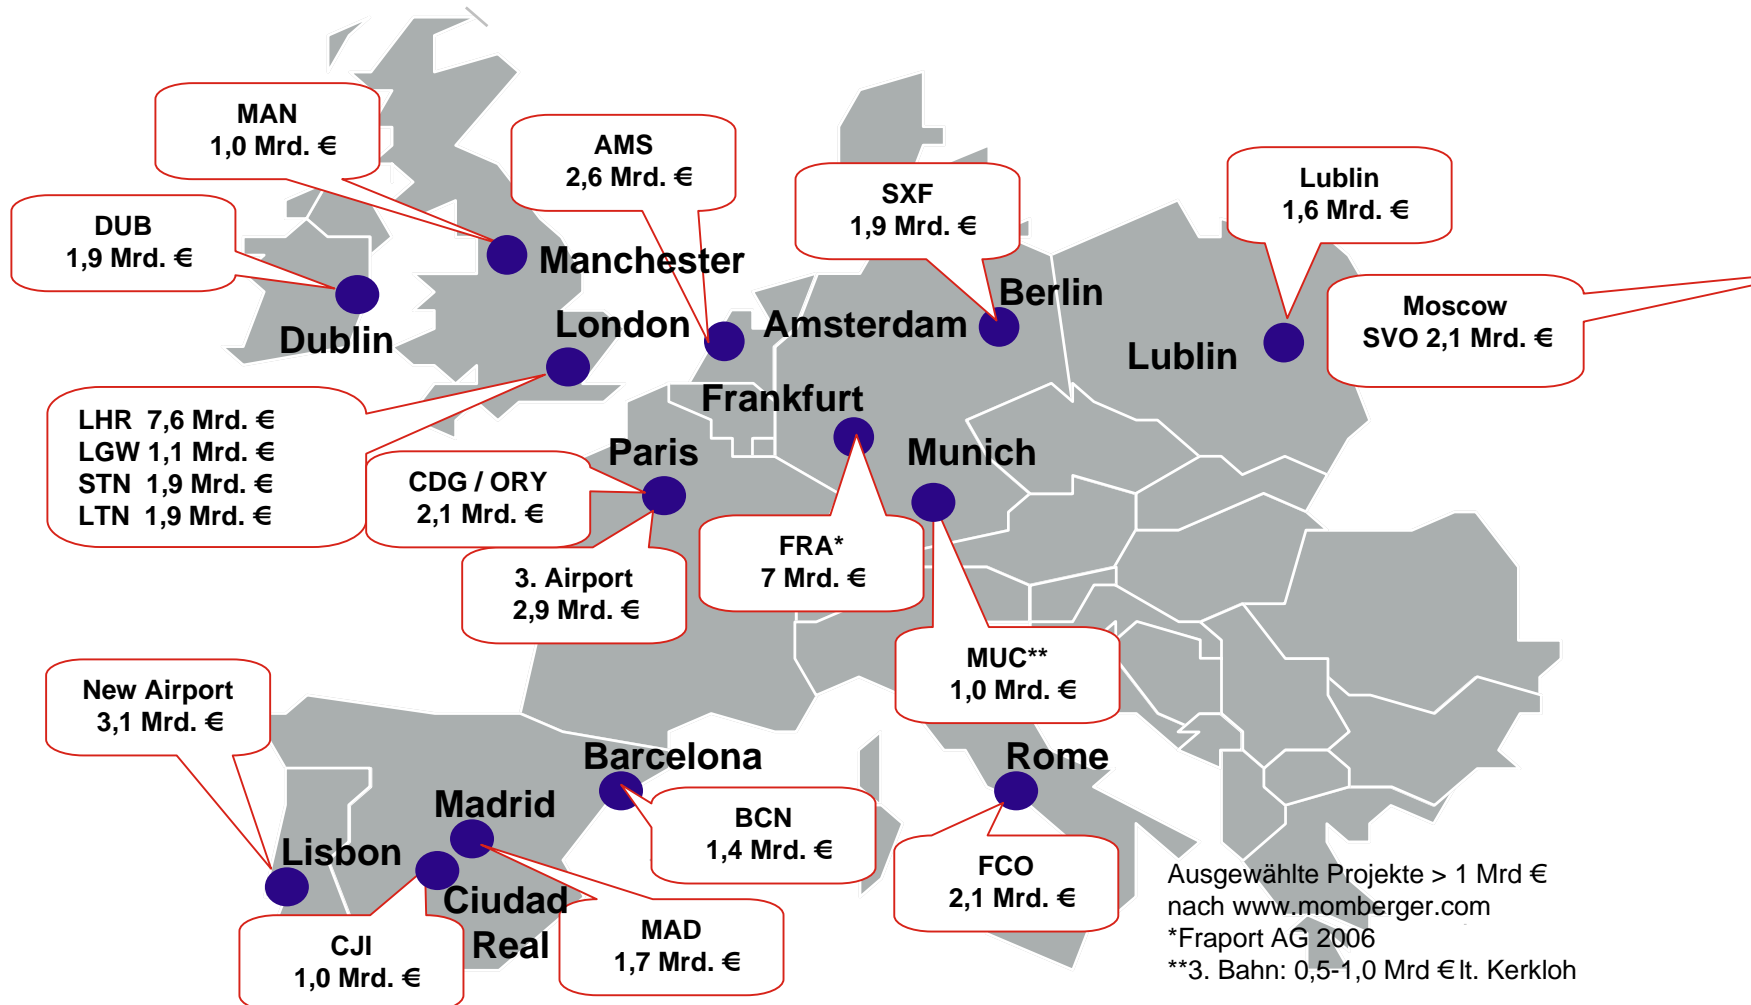 MAN
1,0 Mrd. €
AMS
2,6 Mrd. €
SXF
1,9 Mrd. €
Lublin
1,6 Mrd. €
DUB
1,9 Mrd. €
Manchester
Berlin
Moscow
SVO 2,1 Mrd. €
Dublin
London
Amsterdam
Lublin
LHR 7,6 Mrd. €
LGW 1,1 Mrd. €
STN 1,9 Mrd. €
LTN 1,9 Mrd. €
Frankfurt
Paris
Munich
CDG / ORY
2,1 Mrd. €
3. Airport
2,9 Mrd. €
FRA*
7 Mrd. €
MUC**
1,0 Mrd. €
New Airport
3,1 Mrd. €
Barcelona
Rome
Madrid
BCN
1,4 Mrd. €
Lisbon
Ciudad
Real
FCO
2,1 Mrd. €
CJI
1,0 Mrd. €
MAD
1,7 Mrd. €
Ausgewählte Projekte > 1 Mrd €
nach www.momberger.com
*Fraport AG 2006
**3. Bahn: 0,5-1,0 Mrd € lt. Kerkloh